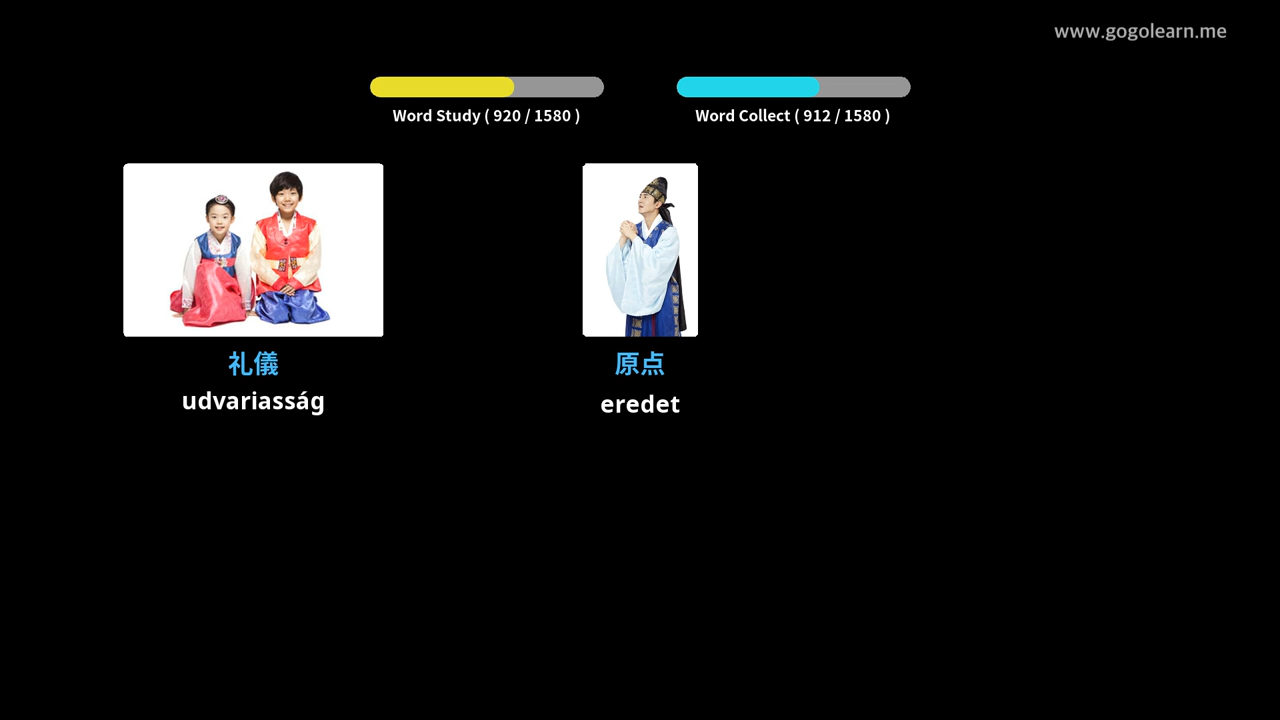 www.gogolearn.me
Word Study ( 920 / 1580 )
Word Collect ( 912 / 1580 )
礼儀
udvariasság
原点
eredet